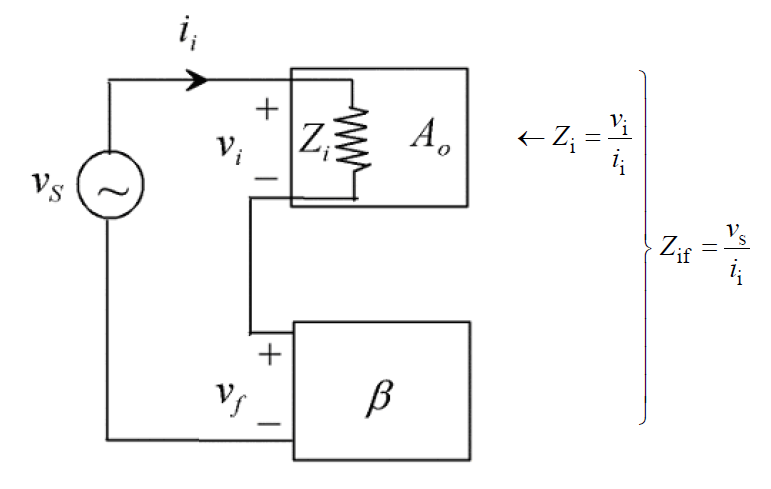 i_i
+
v_i
−
Z_i
A_o
← Z_i = v_i / i_i
v_S
~
Z_if = v_s / i_i
+
v_f
−
β